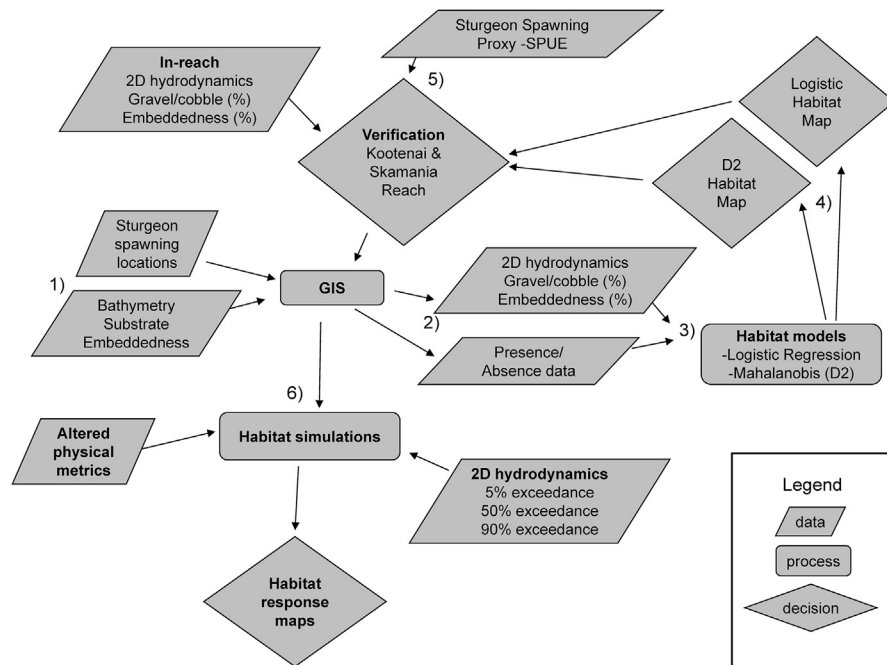 Sturgeon Spawning
Proxy -SPUE
In-reach
2D hydrodynamics
Gravel/cobble (%)
Embeddedness (%)
5)
Verification
Kootenai &
Skamania
Reach
Logistic
Habitat
Map
D2
Habitat
Map
4)
Sturgeon
spawning
locations
1)
Bathymetry
Substrate
Embeddedness
GIS
2D hydrodynamics
Gravel/cobble (%)
Embeddedness (%)
2)
Presence/
Absence data
3)
Habitat models
-Logistic Regression
-Mahalanobis (D2)
6)
Altered
physical
metrics
Habitat simulations
2D hydrodynamics
5% exceedance
50% exceedance
90% exceedance
Habitat
response
maps
Legend
data
process
decision